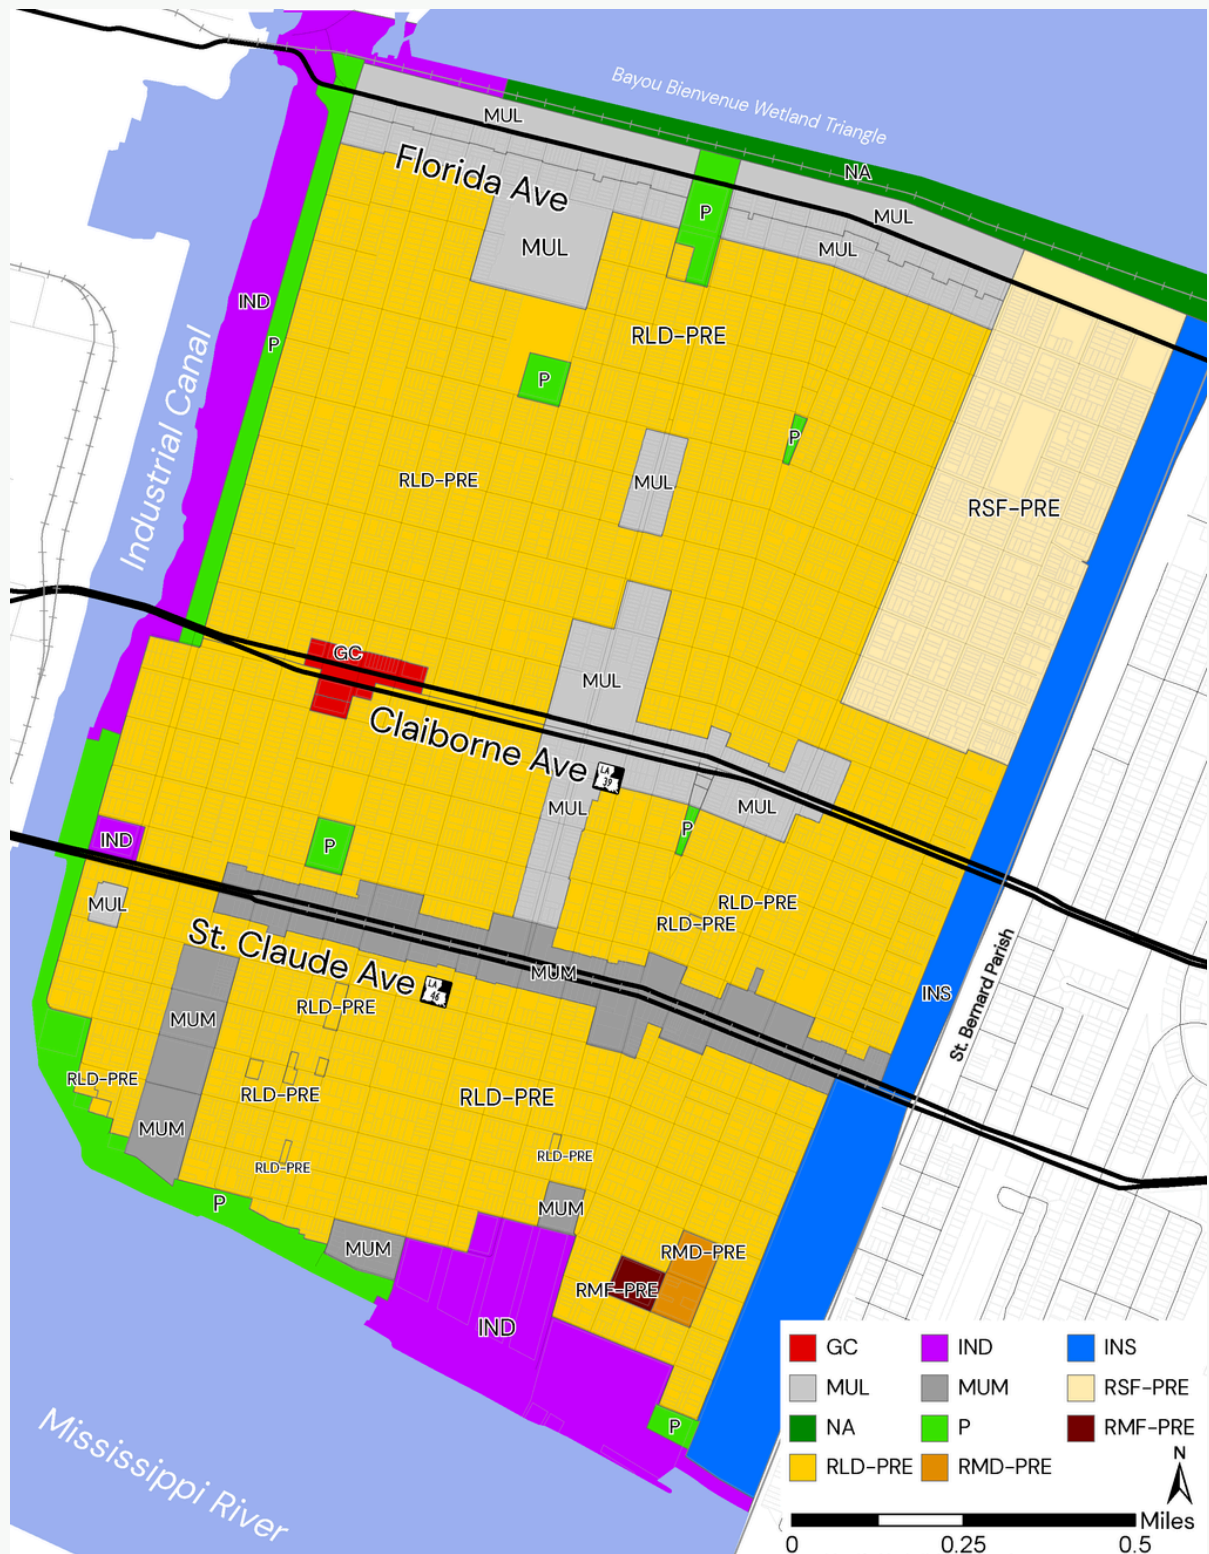 Bayou Bienvenue Wetland Triangle
MUL
NA
Florida Ave
P
MUL
MUL
MUL
IND
P
RLD-PRE
P
P
Industrial Canal
RLD-PRE
MUL
RSF-PRE
GC
MUL
Claiborne Ave
LA
39
MUL
MUL
P
IND
P
MUL
RLD-PRE
RLD-PRE
St. Claude Ave
LA
46
MUM
INS
St. Bernard Parish
RLD-PRE
MUM
RLD-PRE
RLD-PRE
RLD-PRE
MUM
RLD-PRE
RLD-PRE
P
MUM
MUM
RMD-PRE
RMF-PRE
IND
P
Mississippi River
GC IND INS
MUL MUM RSF-PRE
NA P RMF-PRE
RLD-PRE RMD-PRE
N
Miles
0 0.25 0.5